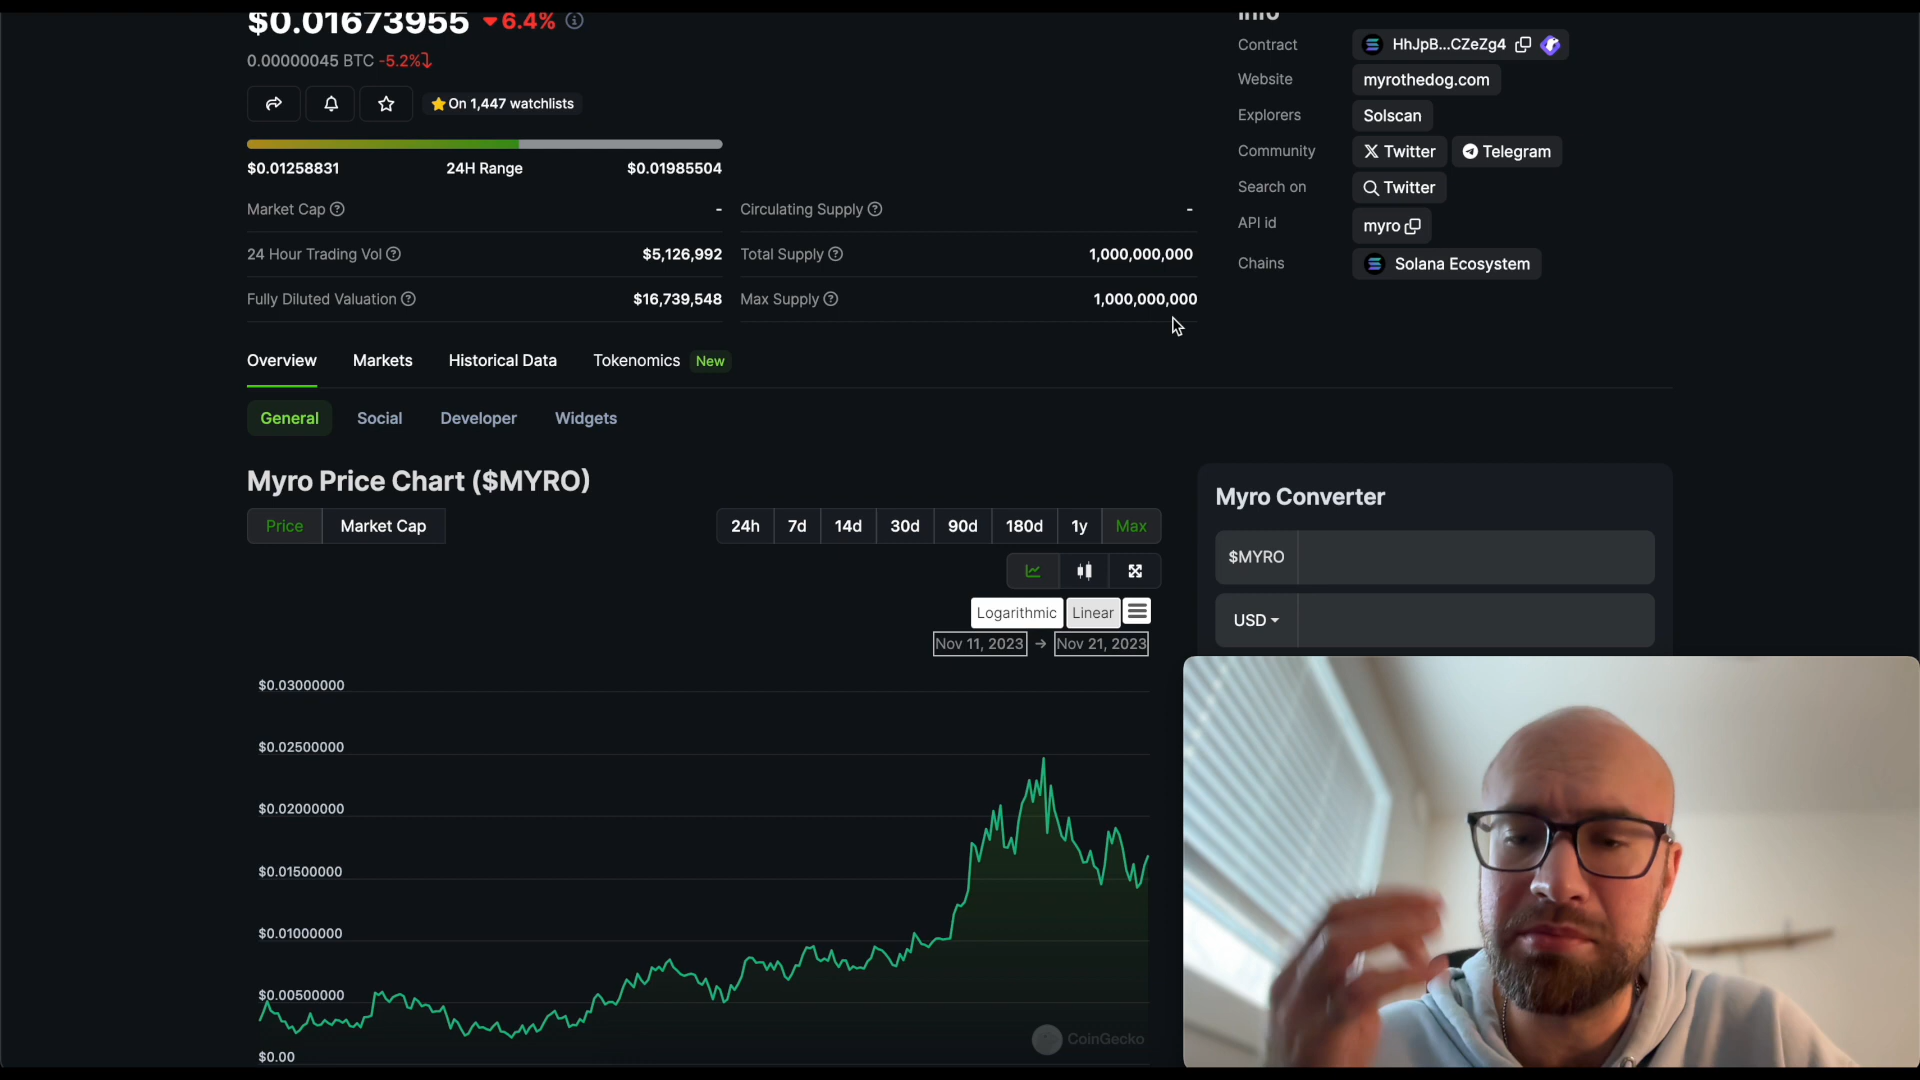 $0.01673955 6.4%
Info
0.00000045 BTC -5.2%
On 1,447 watchlists
$0.01258831 24H Range $0.01985504
Market Cap -
Circulating Supply -
24 Hour Trading Vol $5,126,992
Total Supply 1,000,000,000
Fully Diluted Valuation $16,739,548
Max Supply 1,000,000,000
Contract HhJpB...CZeZg4
Website myrothedog.com
Explorers Solscan
Community X Twitter Telegram
Search on Twitter
API id myro
Chains Solana Ecosystem
Overview Markets Historical Data Tokenomics New
General Social Developer Widgets
Myro Price Chart ($MYRO)
Price Market Cap
24h 7d 14d 30d 90d 180d 1y Max
Logarithmic Linear
Nov 11, 2023 → Nov 21, 2023
$0.03000000
$0.02500000
$0.02000000
$0.01500000
$0.01000000
$0.00500000
$0.00
CoinGecko
Myro Converter
$MYRO
USD